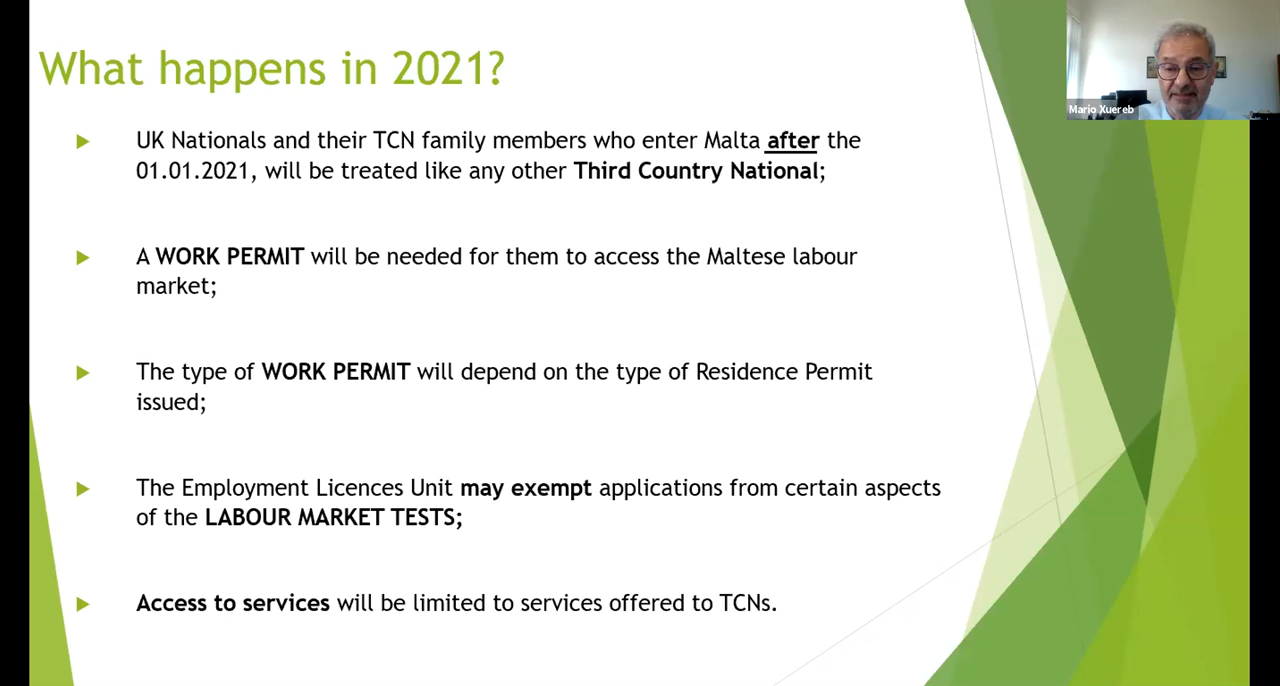 What happens in 2021?
UK Nationals and their TCN family members who enter Malta after the
01.01.2021, will be treated like any other Third Country National;
A WORK PERMIT will be needed for them to access the Maltese labour
market;
The type of WORK PERMIT will depend on the type of Residence Permit
issued;
The Employment Licences Unit may exempt applications from certain aspects
of the LABOUR MARKET TESTS;
Access to services will be limited to services offered to TCNs.
Mario Xuereb